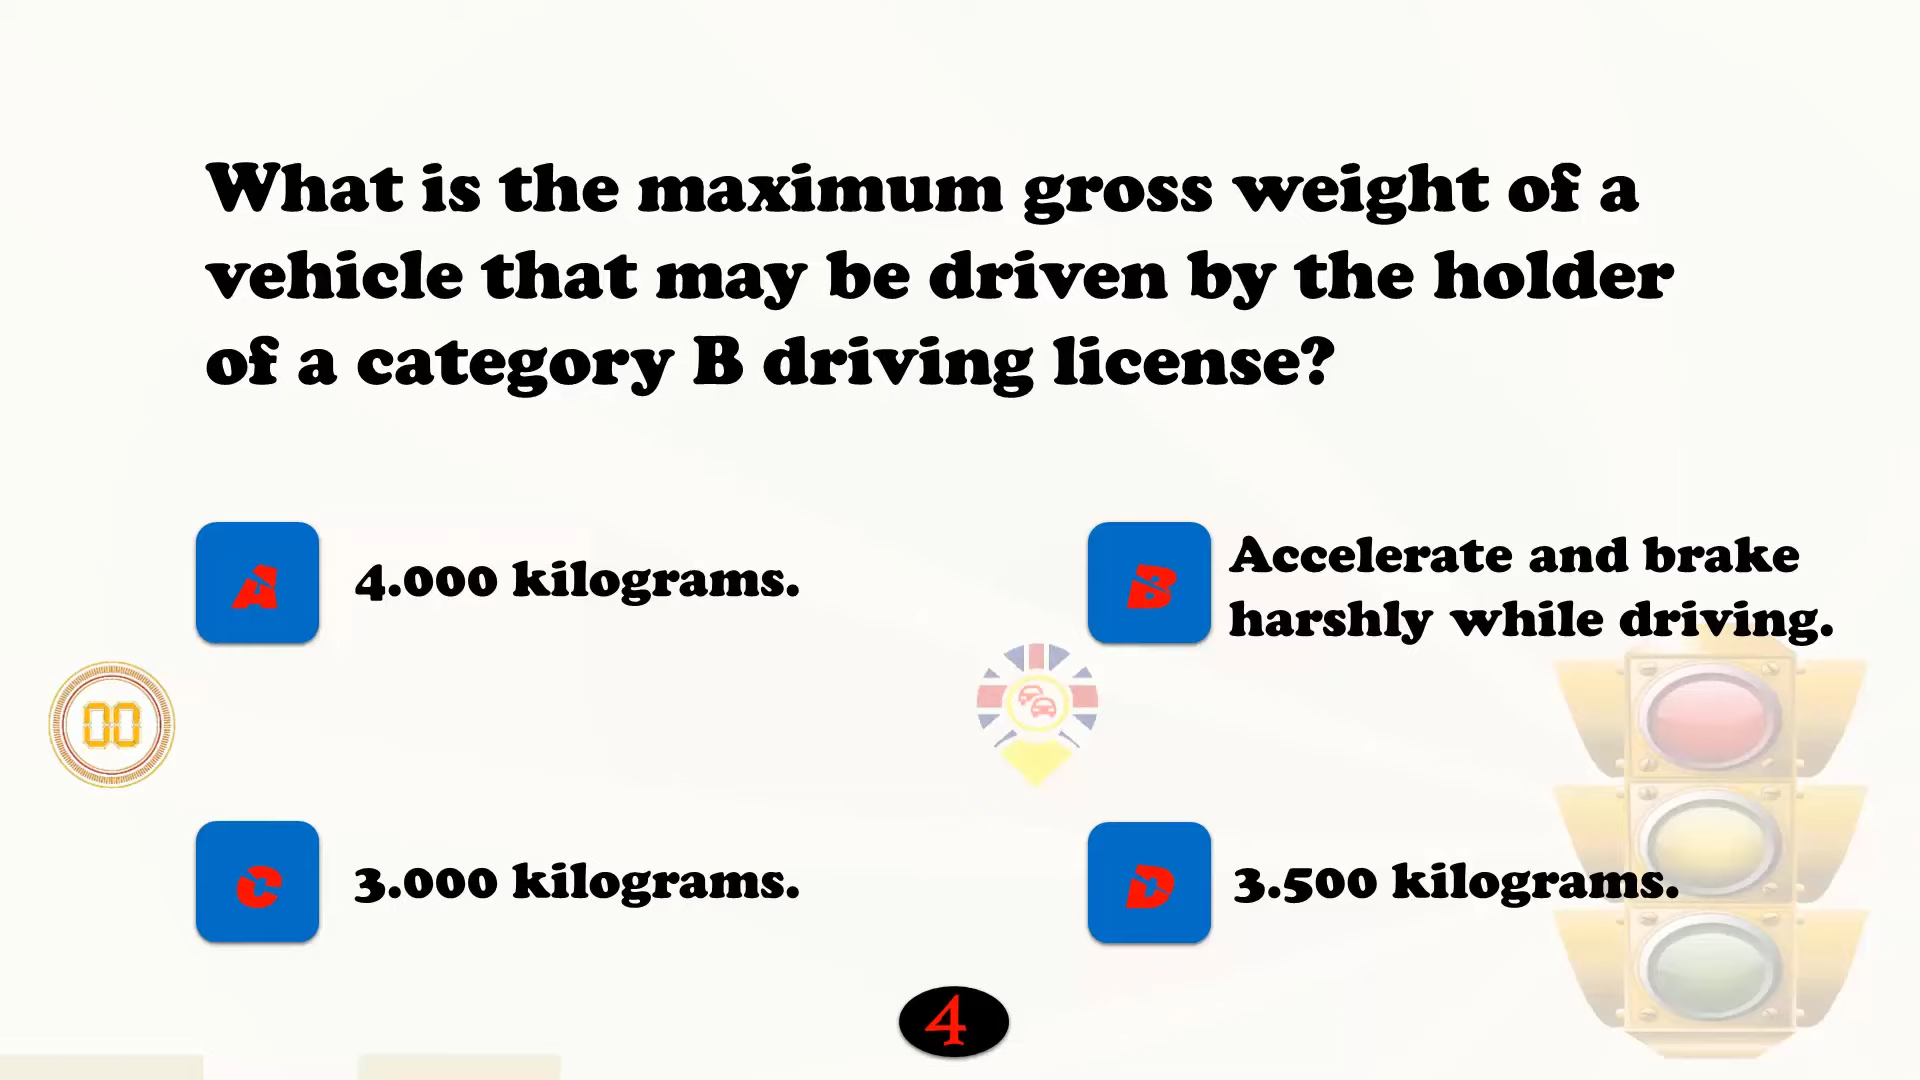 What is the maximum gross weight of a
vehicle that may be driven by the holder
of a category B driving license?
A
4.000 kilograms.
B
Accelerate and brake
harshly while driving.
00
C
3.000 kilograms.
D
3.500 kilograms.
4